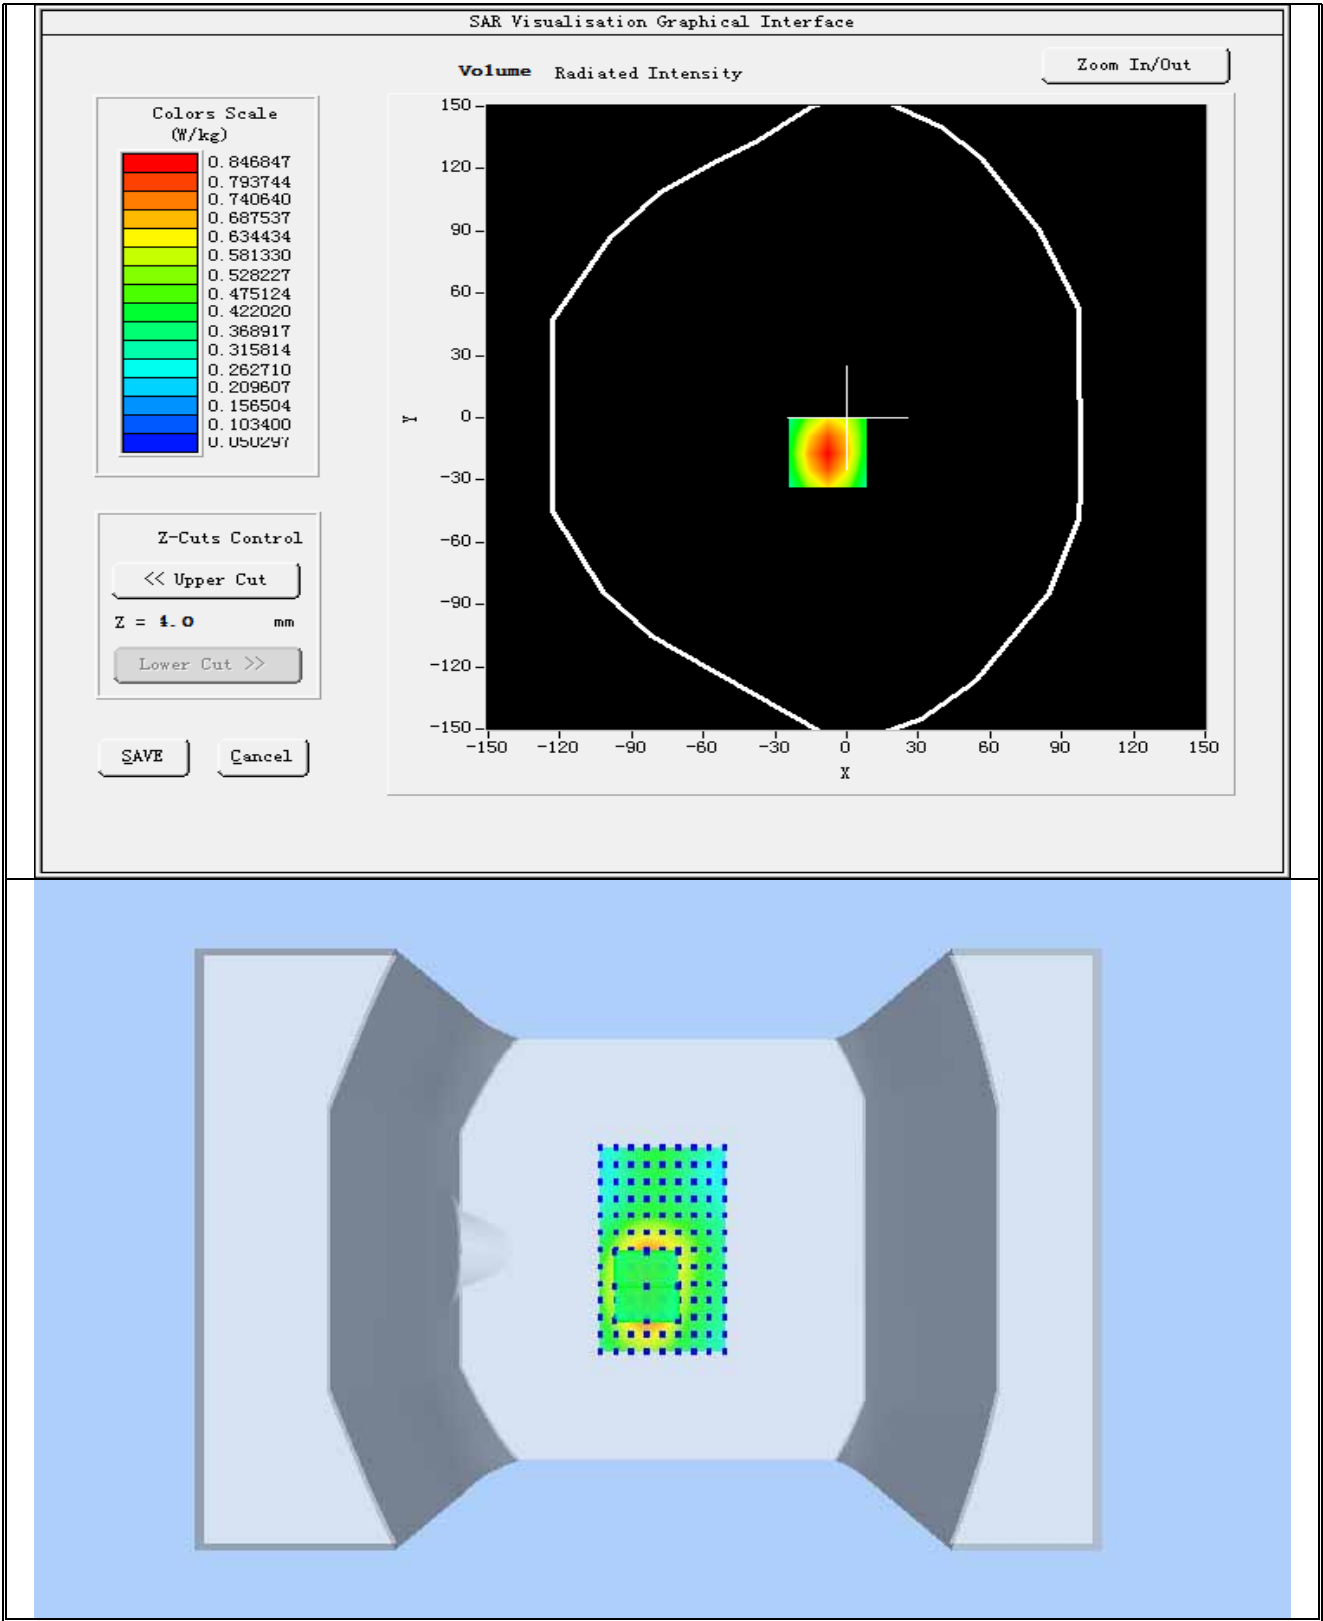 SAR Visualisation Graphical Interface
Volume Radiated Intensity
Zoom In/Out
Colors Scale
(W/kg)
0.846847
0.793744
0.740640
0.687537
0.634434
0.581330
0.528227
0.475124
0.422020
0.368917
0.315814
0.262710
0.209607
0.156504
0.103400
0.050297
Z-Cuts Control
<< Upper Cut
Z = 4.0 mm
Lower Cut >>
SAVE Cancel
150
120
90
60
30
0
-30
-60
-90
-120
-150
Y
-150 -120 -90 -60 -30 0 30 60 90 120 150
X